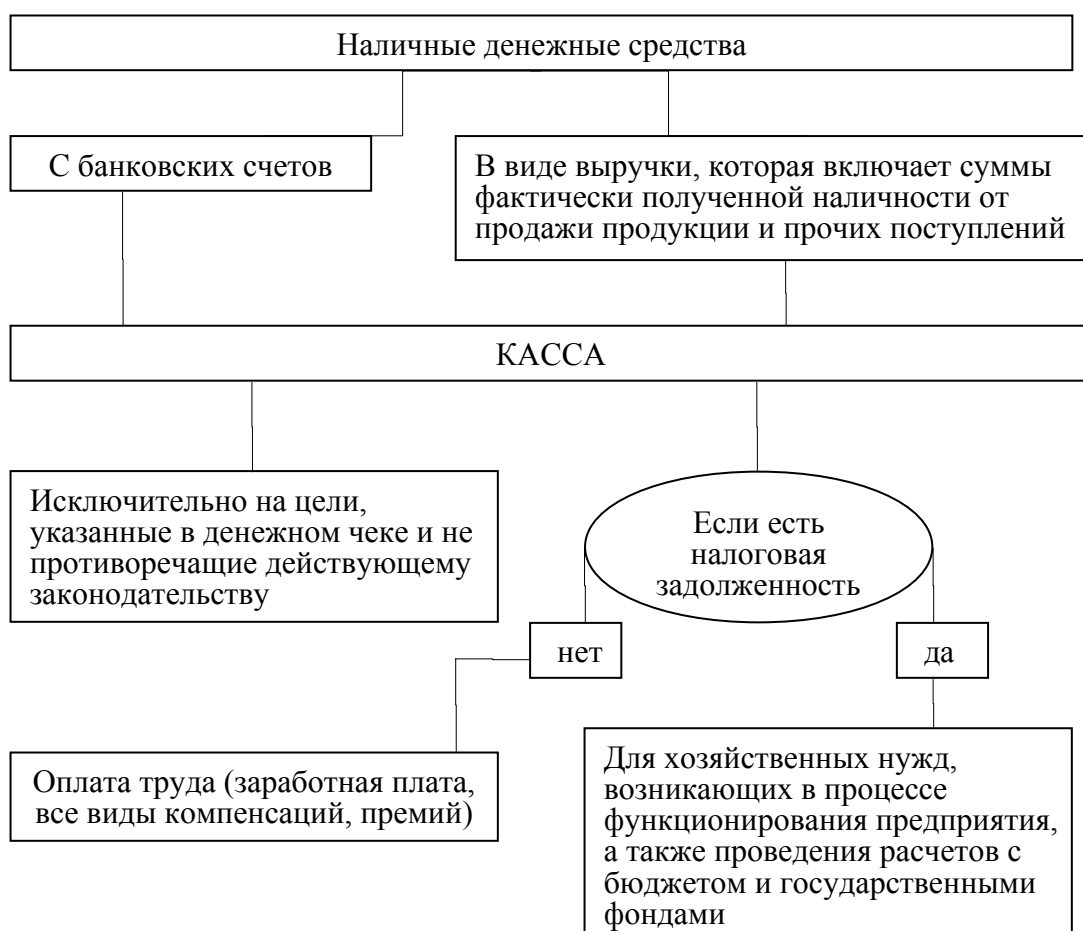 Наличные денежные средства
С банковских счетов
В виде выручки, которая включает суммы
фактически полученной наличности от
продажи продукции и прочих поступлений
КАССА
Исключительно на цели,
указанные в денежном чеке и не
противоречащие действующему
законодательству
Если есть
налоговая
задолженность
нет
да
Оплата труда (заработная плата,
все виды компенсаций, премий)
Для хозяйственных нужд,
возникающих в процессе
функционирования предприятия,
а также проведения расчетов с
бюджетом и государственными
фондами